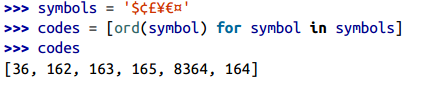 >>> symbols = '$¢£¥€¤'
>>> codes = [ord(symbol) for symbol in symbols]
>>> codes
[36, 162, 163, 165, 8364, 164]